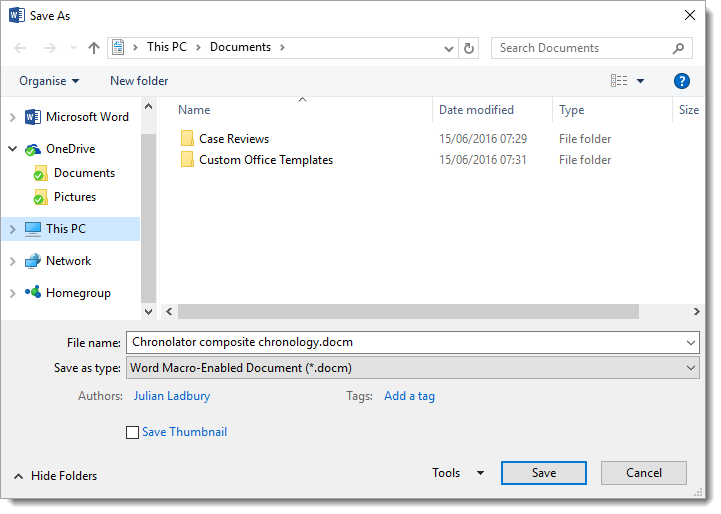 Save As
This PC > Documents >
Search Documents
Organise
New folder
?
Name
Date modified
Type
Size
Microsoft Word
OneDrive
Documents
Pictures
This PC
Network
Homegroup
Case Reviews 15/06/2016 07:29 File folder
Custom Office Templates 15/06/2016 07:31 File folder
File name: Chronolator composite chronology.docm
Save as type: Word Macro-Enabled Document (*.docm)
Authors: Julian Ladbury
Tags: Add a tag
Save Thumbnail
Hide Folders
Tools
Save
Cancel